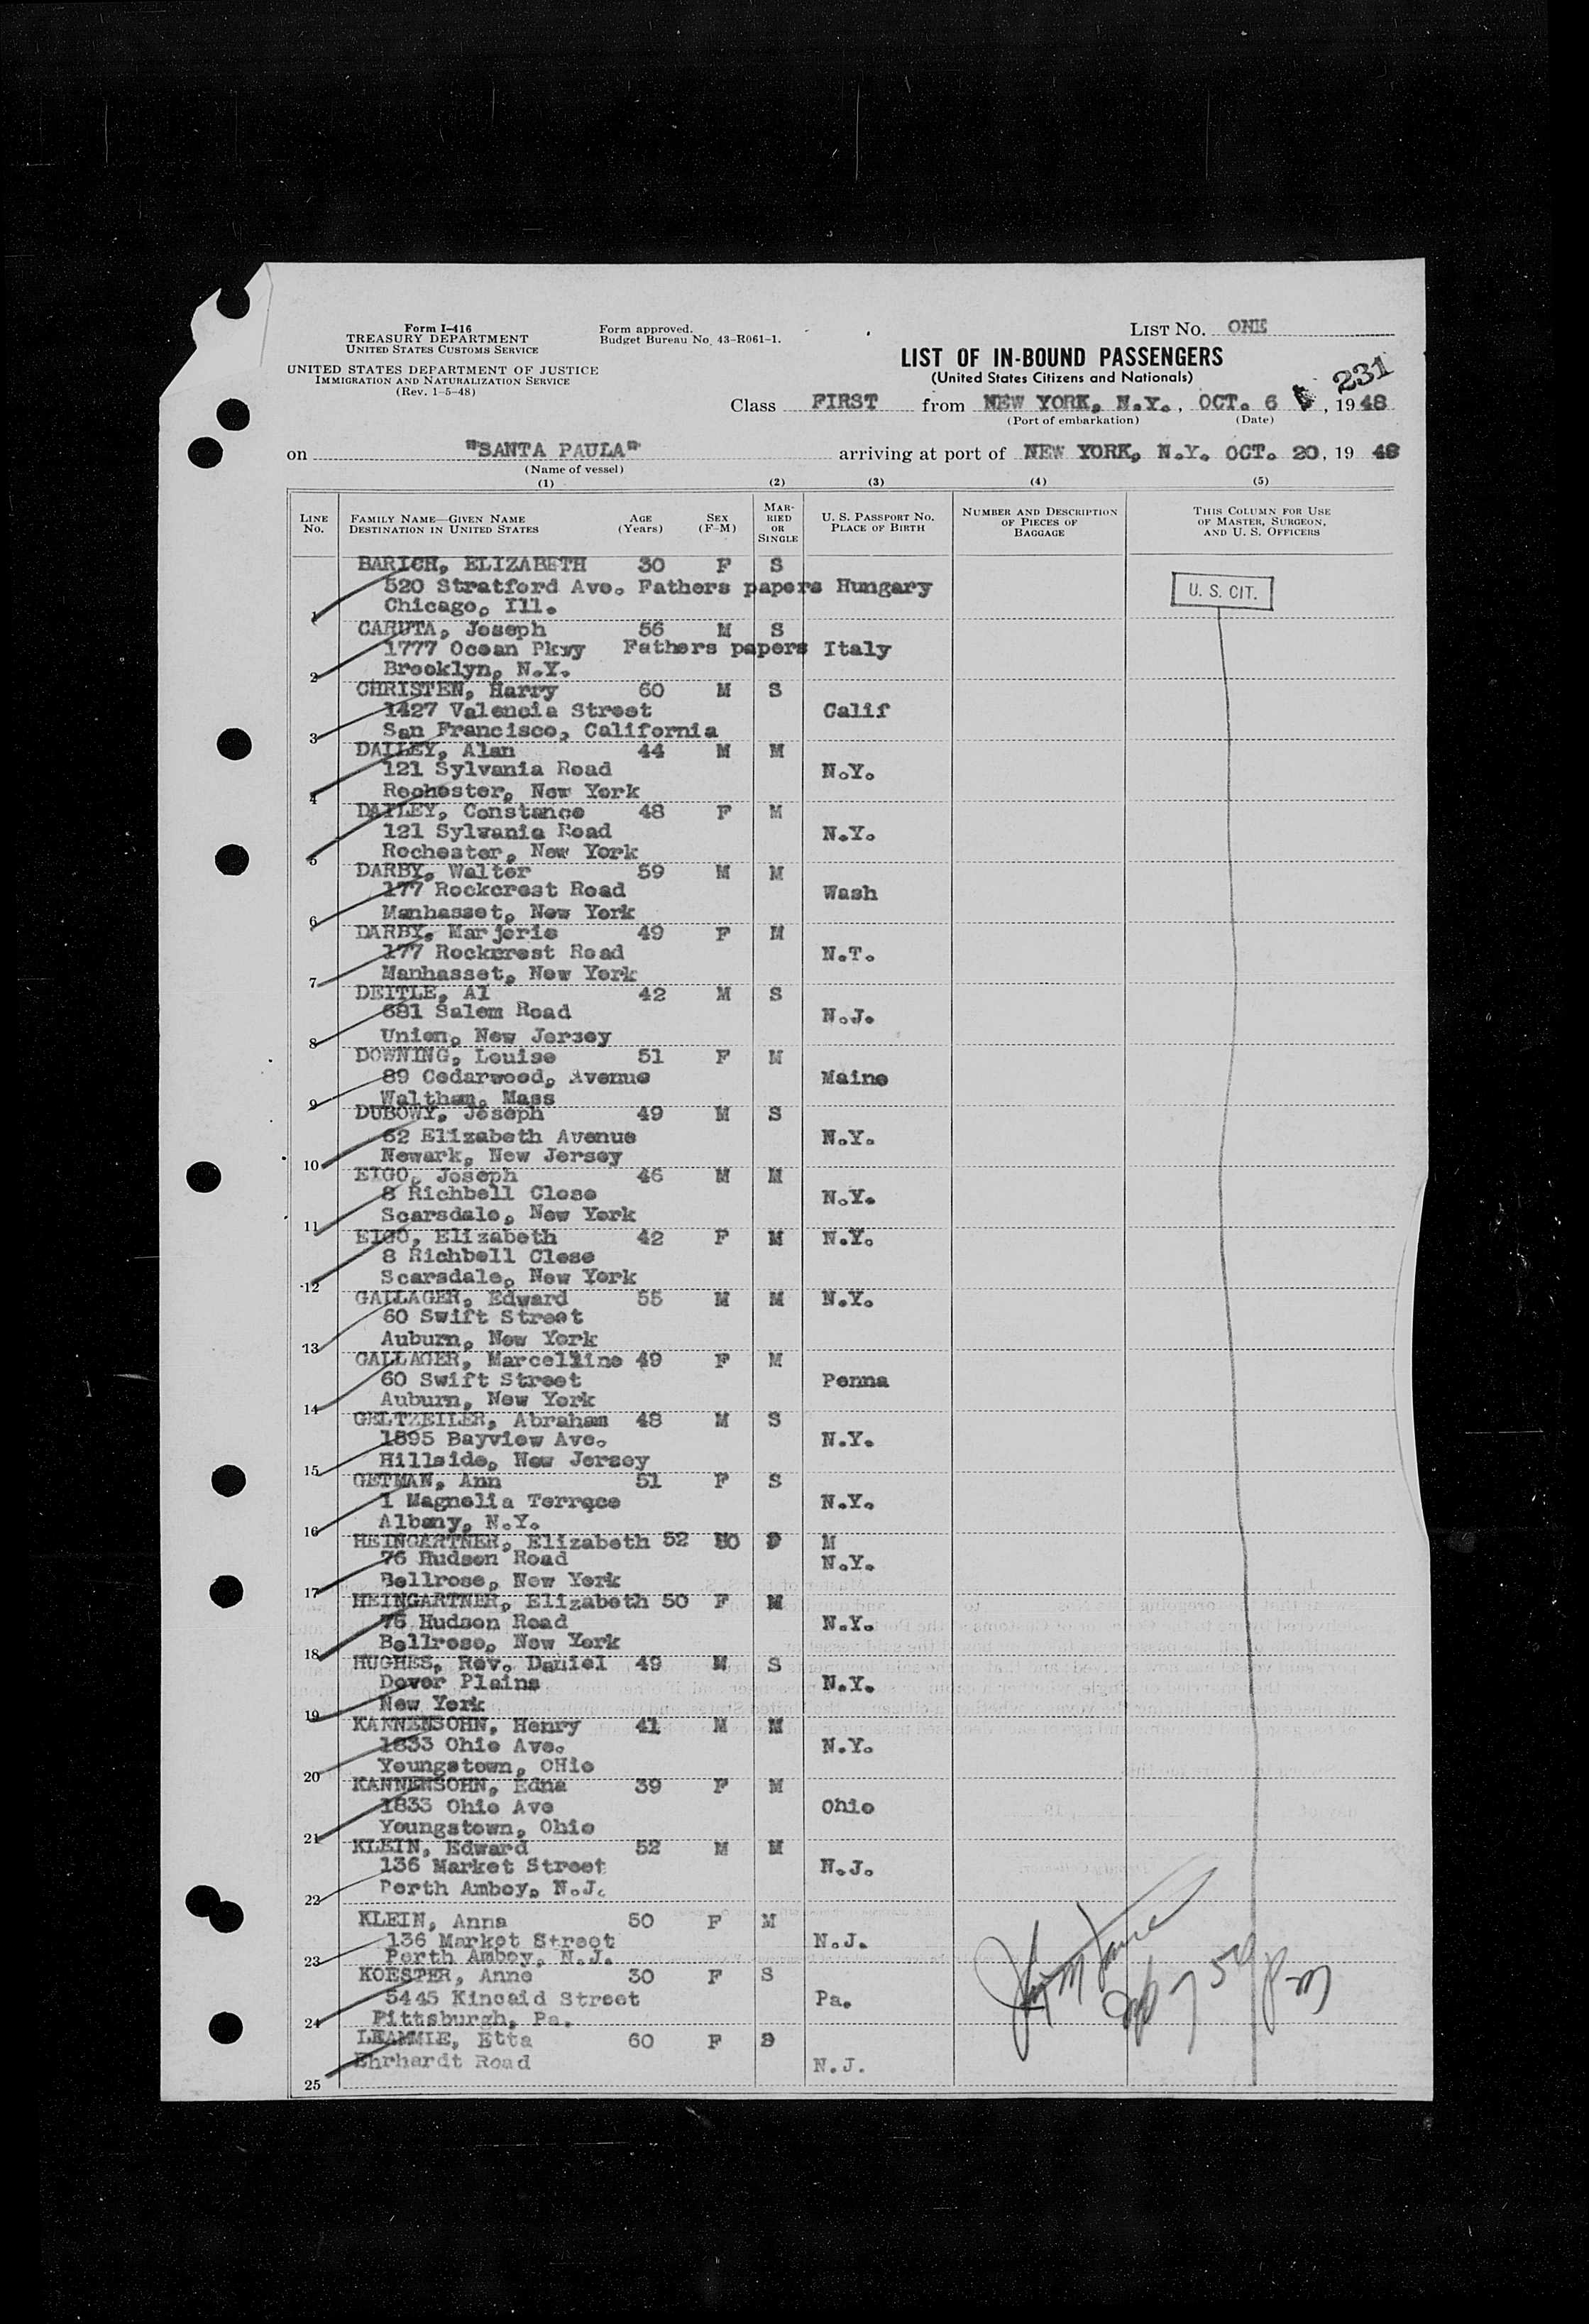 Form I-416
TREASURY DEPARTMENT
UNITED STATES CUSTOMS SERVICE
UNITED STATES DEPARTMENT OF JUSTICE
IMMIGRATION AND NATURALIZATION SERVICE
(Rev. 1-5-48)
Form approved.
Budget Bureau No. 43-R061-1.
LIST NO. ONE
LIST OF IN-BOUND PASSENGERS
(United States Citizens and Nationals)
231
Class FIRST from NEW YORK, N.Y., OCT. 6, 1948
(Port of embarkation) (Date)
on "SANTA PAULA" arriving at port of NEW YORK, N.Y. OCT. 20, 19 48
(Name of vessel)
(1) (2) (3) (4) (5)
LINE NO. FAMILY NAME—GIVEN NAME DESTINATION IN UNITED STATES AGE (Years) SEX (F-M) MARRIED OR SINGLE U. S. PASSPORT NO. PLACE OF BIRTH NUMBER AND DESCRIPTION OF PIECES OF BAGGAGE THIS COLUMN FOR USE OF MASTER, SURGEON, AND U. S. OFFICERS
BARICH, ELIZABETH 30 F S
520 Stratford Ave. Fathers papers Hungary U. S. CIT.
1 Chicago, Ill.
CARUTA, Joseph 56 M S
1777 Ocean Pkwy Fathers papers Italy
2 Brooklyn, N.Y.
CHRISTEN, Harry 60 M S
1427 Valencia Street Calif
3 San Francisco, California
DAILEY, Alan 44 M M
121 Sylvania Road N.Y.
4 Rochester, New York
DAILEY, Constance 48 F M
121 Sylvania Road N.Y.
5 Rochester, New York
DARBY, Walter 59 M M
177 Rockcrest Road Wash
6 Manhasset, New York
DARBY, Marjorie 49 F M
177 Rockcrest Road N.T.
7 Manhasset, New York
DEITLE, Al 42 M S
681 Salem Road N.J.
8 Union, New Jersey
DOWNING, Louise 51 F M
89 Cedarwood, Avenue Maine
9 Waltham, Mass
DUBOWY, Joseph 49 M S
62 Elizabeth Avenue N.Y.
10 Newark, New Jersey
EIGO, Joseph 46 M M
8 Richbell Close N.Y.
11 Scarsdale, New York
EIGO, Elizabeth 42 F M N.Y.
8 Richbell Close
12 Scarsdale, New York
GALLAGER, Edward 55 M M N.Y.
60 Swift Street
13 Auburn, New York
GALLAGER, Marcelline 49 F M
60 Swift Street Penna
14 Auburn, New York
GELTZEILER, Abraham 48 M S
1895 Bayview Ave. N.Y.
15 Hillside, New Jersey
GETMAN, Ann 51 F S
1 Magnolia Terrace N.Y.
16 Albany, N.Y.
HEINGARTNER, Elizabeth 52 M
76 Hudson Road N.Y.
17 Bellrose, New York
HEINGARTNER, Elizabeth 50 F M
76 Hudson Road N.Y.
18 Bellrose, New York
HUGHES, Rev. Daniel 49 M S
Dover Plains N.Y.
19 New York
KANNENSOHN, Henry 41 M M
1833 Ohio Ave. N.Y.
20 Youngstown, OHio
KANNENSOHN, Edna 39 F M
1833 Ohio Ave Ohio
21 Youngstown, Ohio
KLEIN, Edward 52 M M
136 Market Street N.J.
22 Perth Amboy, N.J.
KLEIN, Anna 50 F M
136 Market Street N.J.
23 Perth Amboy, N.J.
KOESTER, Anne 30 F S
5445 Kincaid Street Pa.
24 Pittsburgh, Pa.
LEAMMIE, Etta 60 F
Ehrhardt Road N.J.
25